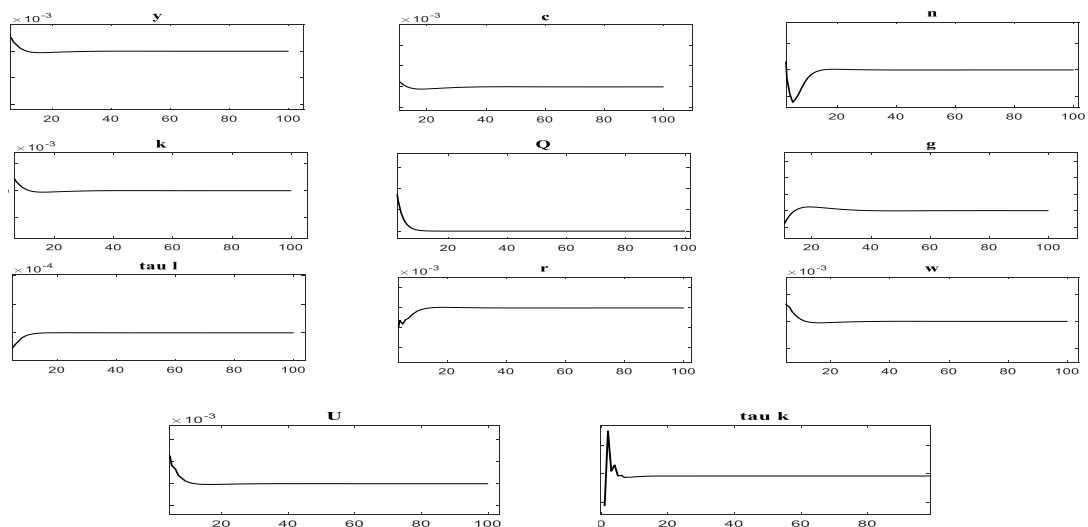 × 10⁻³ y c n
20 40 60 80 100 20 40 60 80 100 20 40 60 80 100
× 10⁻³ k Q g
20 40 60 80 100 20 40 60 80 100 20 40 60 80 100
× 10⁻⁴ tau l × 10⁻³ r × 10⁻³ w
20 40 60 80 100 20 40 60 80 100 20 40 60 80 100
× 10⁻³ U tau k
20 40 60 80 100 0 20 40 60 80